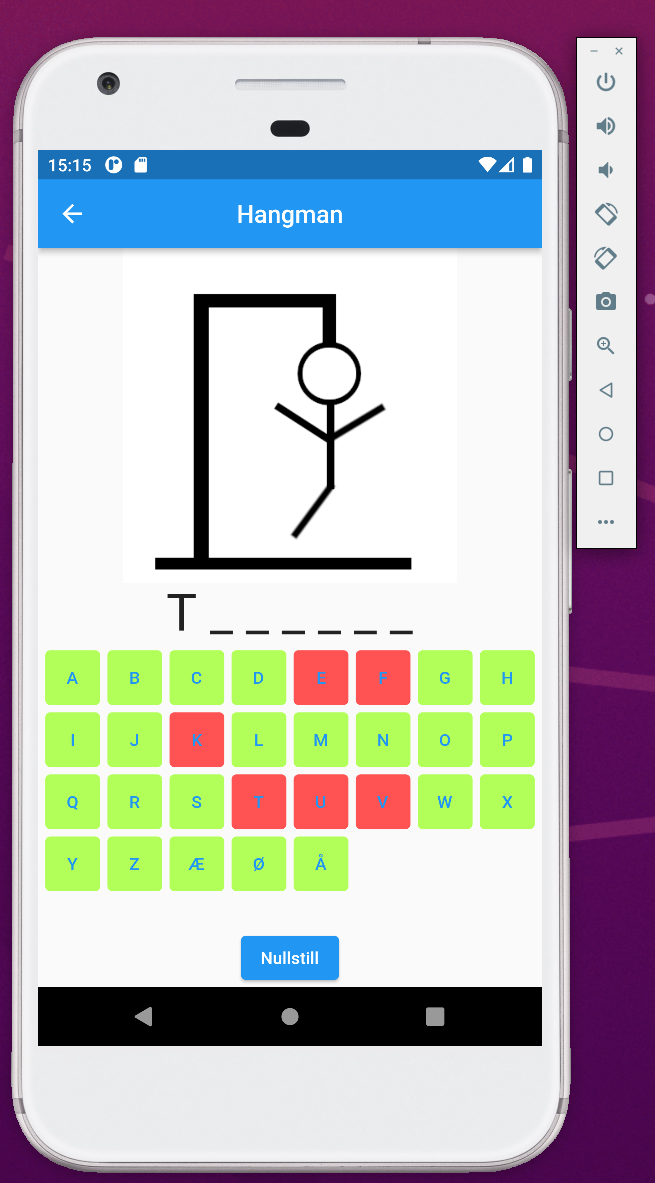 15:15
Hangman
T _ _ _ _ _ _
A B C D E F G H
I J K L M N O P
Q R S T U V W X
Y Z Æ Ø Å
Nullstill